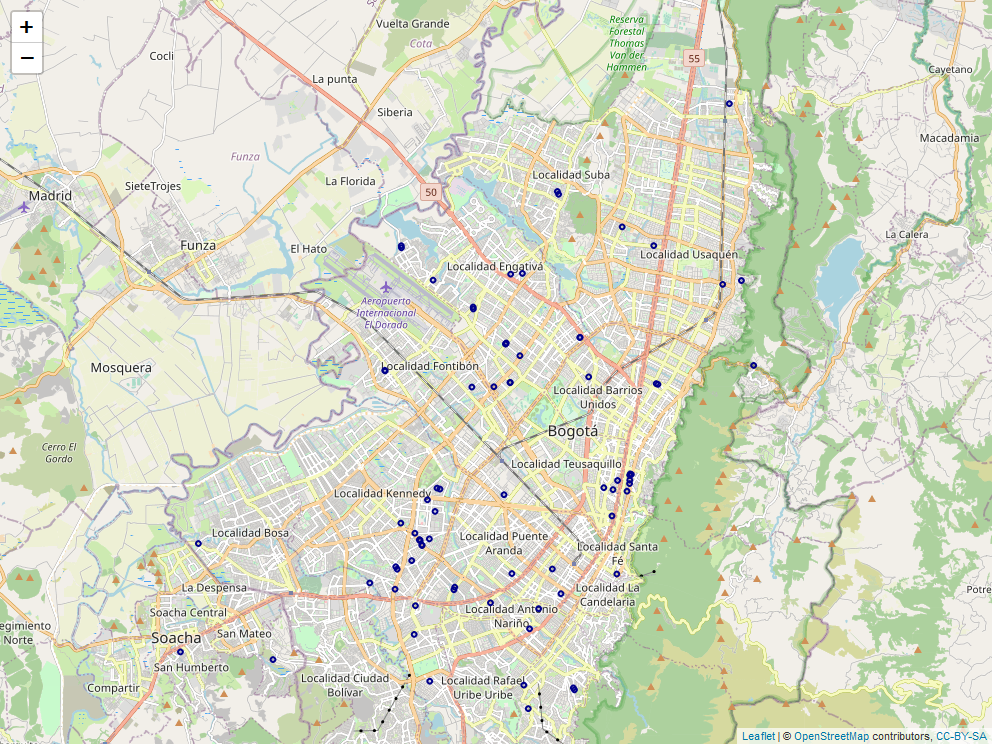 +
−
Vuelta Grande
Cota
Cocli
La punta
Siberia
Reserva
Forestal
Thomas
Van der
Hammen
55
Cayetano
Macadamia
Funza
SieteTrojes
La Florida
50
Localidad Suba
Madrid
Funza
El Hato
La Calera
Localidad Usaquén
Localidad Engativá
Aeropuerto
Internacional
El Dorado
Mosquera
Localidad Fontibón
Localidad Barrios
Unidos
Bogotá
Cerro El
Gordo
Localidad Teusaquillo
Localidad Kennedy
Localidad Bosa
Localidad Puente
Aranda
Localidad Santa
Fé
La Despensa
Localidad La
Candelaria
Potre
Soacha Central
Localidad Antonio
Nariño
egimiento
Norte
Soacha
San Mateo
San Humberto
Compartir
Localidad Ciudad
Bolívar
Localidad Rafael
Uribe Uribe
Leaflet | © OpenStreetMap contributors, CC-BY-SA